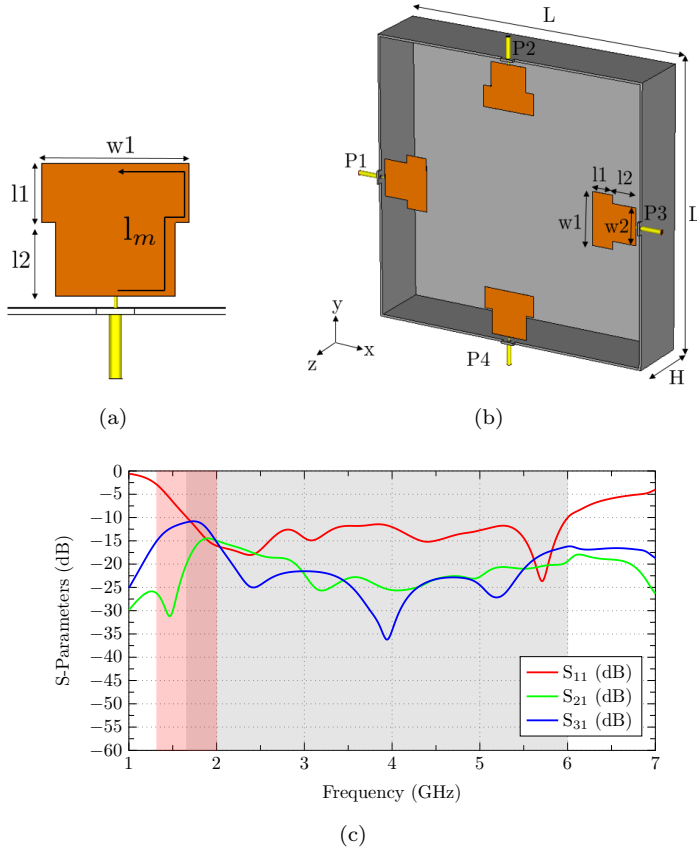 w1
l1
l2
l_m
(a)
L
P2
P1
l1 l2
P3
w1 w2
L
y
x
z
P4
H
(b)
0
−5
−10
−15
−20
−25
−30
−35
−40
−45
−50
−55
−60
S-Parameters (dB)
S11 (dB)
S21 (dB)
S31 (dB)
1 2 3 4 5 6 7
Frequency (GHz)
(c)